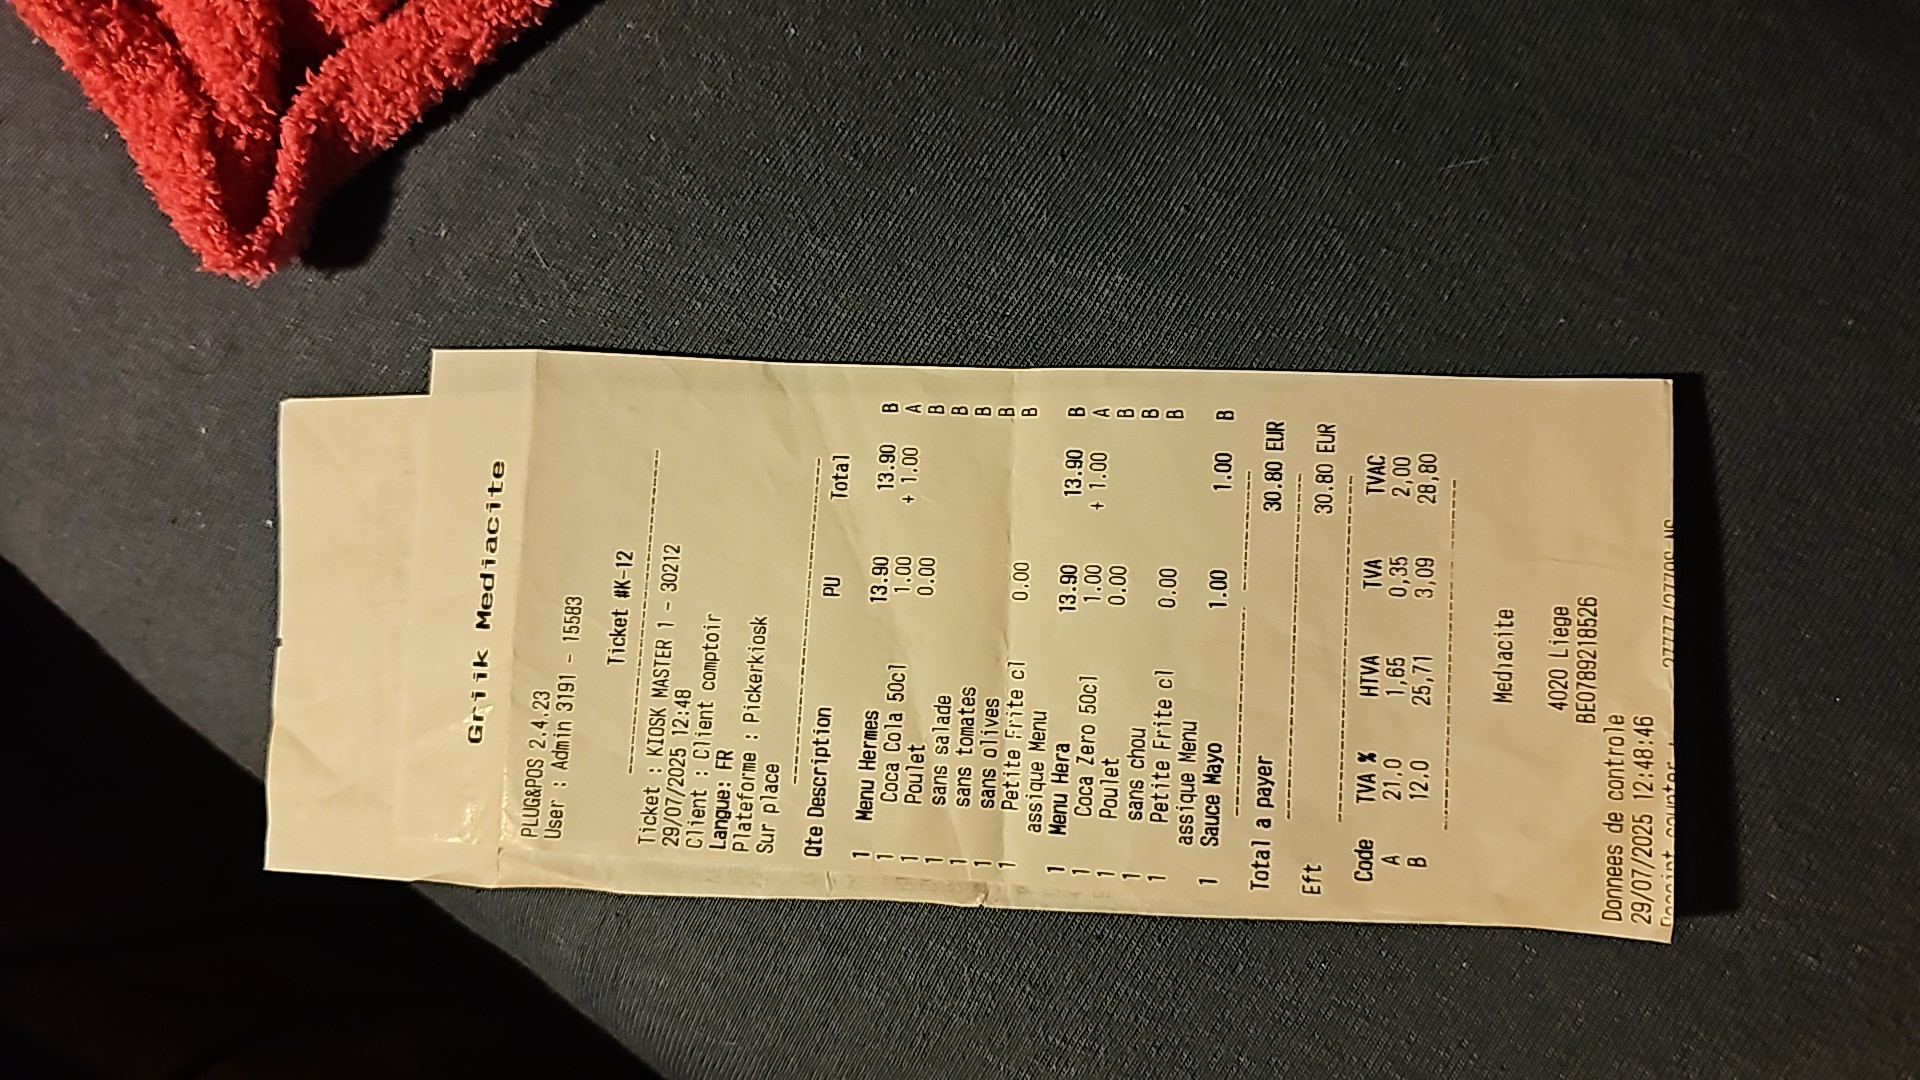 Griik Mediacite
PLUG&POS 2.4.23
User : Admin 3191 - 15583
Ticket #K-12
Ticket : KIOSK MASTER 1 - 30212
29/07/2025 12:48
Client : Client comptoir
Langue: FR
Plateforme : Pickerkiosk
Sur place
Qte Description PU Total
1 Menu Hermes 13.90 13.90 B
1 Coca Cola 50cl 1.00 + 1.00 A
1 Poulet 0.00 B
1 sans salade B
1 sans tomates B
1 sans olives B
1 Petite Frite cl 0.00 B
assique Menu
1 Menu Hera 13.90 13.90 B
1 Coca Zero 50cl 1.00 + 1.00 A
1 Poulet 0.00 B
1 sans chou B
1 Petite Frite cl 0.00 B
assique Menu
1 Sauce Mayo 1.00 1.00 B
Total a payer 30.80 EUR
Eft 30.80 EUR
Code TVA % HTVA TVA TVAC
A 21.0 1,65 0,35 2,00
B 12.0 25,71 3,09 28,80
Mediacite
4020 Liege
BE0789218526
Donnees de controle
29/07/2025 12:48:46